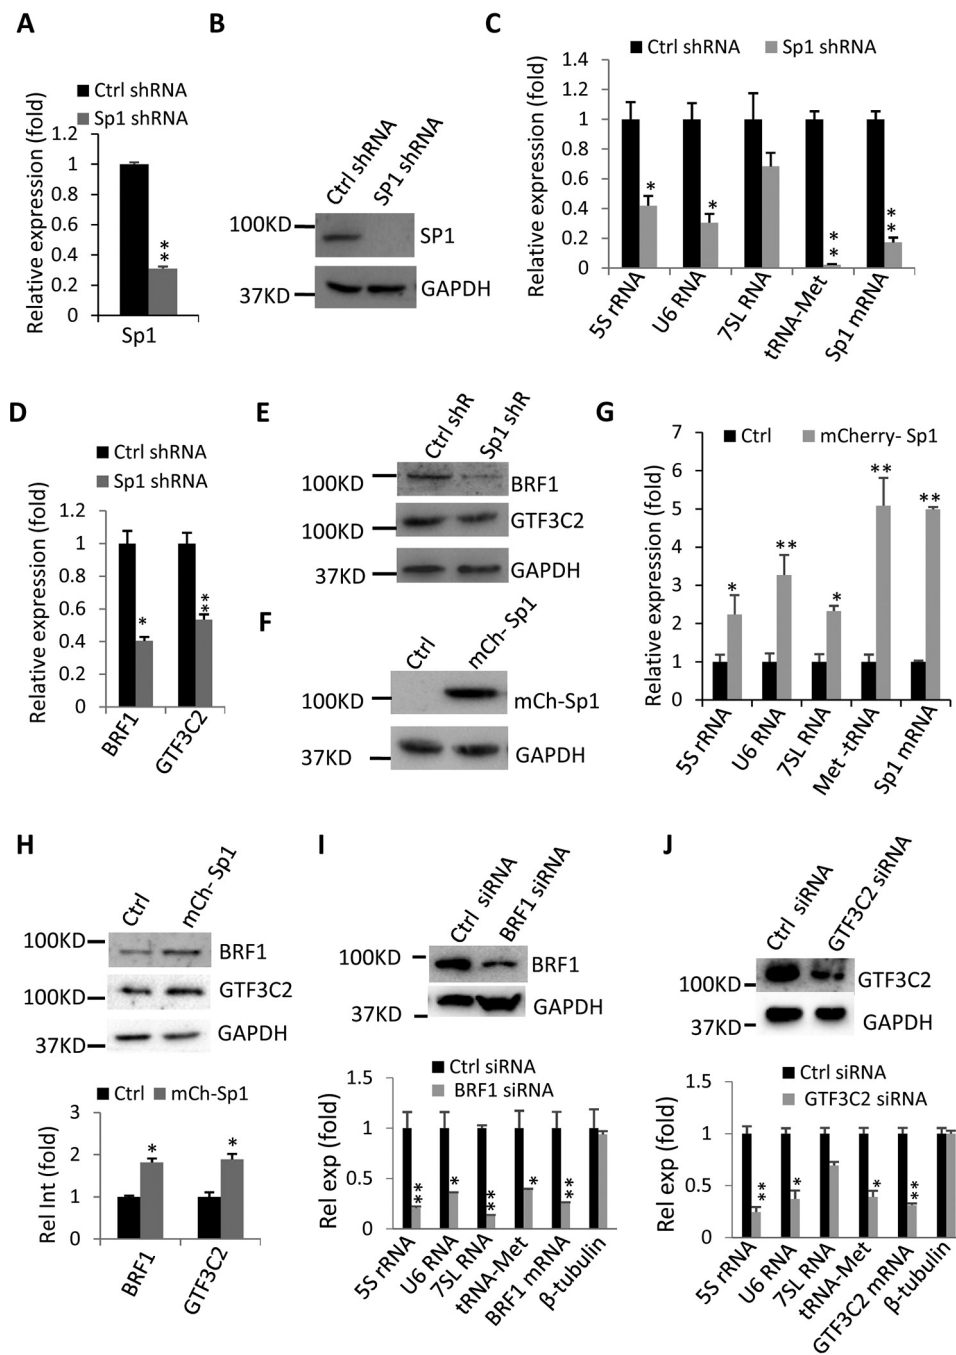 A
Ctrl shRNA
Sp1 shRNA
Relative expression (fold)
1.2
1
0.8
0.6
0.4
0.2
0
**
Sp1
B
Ctrl shRNA
SP1 shRNA
100KD
SP1
37KD
GAPDH
C
Ctrl shRNA
Sp1 shRNA
Relative expression (fold)
1.4
1.2
1
0.8
0.6
0.4
0.2
0
*
*
**
**
5S rRNA
U6 RNA
7SL RNA
tRNA-Met
Sp1 mRNA
D
Ctrl shRNA
Sp1 shRNA
Relative expression (fold)
1.2
1
0.8
0.6
0.4
0.2
0
*
**
BRF1
GTF3C2
E
Ctrl shR
Sp1 shR
100KD
BRF1
100KD
GTF3C2
37KD
GAPDH
F
Ctrl
mCh- Sp1
100KD
mCh-Sp1
37KD
GAPDH
G
Ctrl
mCherry- Sp1
Relative expression (fold)
7
6
5
4
3
2
1
0
*
**
*
**
**
5S rRNA
U6 RNA
7SL RNA
Met -tRNA
Sp1 mRNA
H
Ctrl
mCh- Sp1
100KD
BRF1
100KD
GTF3C2
37KD
GAPDH
Ctrl
mCh-Sp1
Rel Int (fold)
3
2
1
0
*
*
BRF1
GTF3C2
I
Ctrl siRNA
BRF1 siRNA
100KD
BRF1
37KD
GAPDH
Ctrl siRNA
BRF1 siRNA
Rel exp (fold)
1.5
1
0.5
0
**
*
**
*
**
5S rRNA
U6 RNA
7SL RNA
tRNA-Met
BRF1 mRNA
β-tubulin
J
Ctrl siRNA
GTF3C2 siRNA
100KD
GTF3C2
37KD
GAPDH
Ctrl siRNA
GTF3C2 siRNA
Rel exp (fold)
1.5
1
0.5
0
**
*
*
**
5S rRNA
U6 RNA
7SL RNA
tRNA-Met
GTF3C2 mRNA
β-tubulin